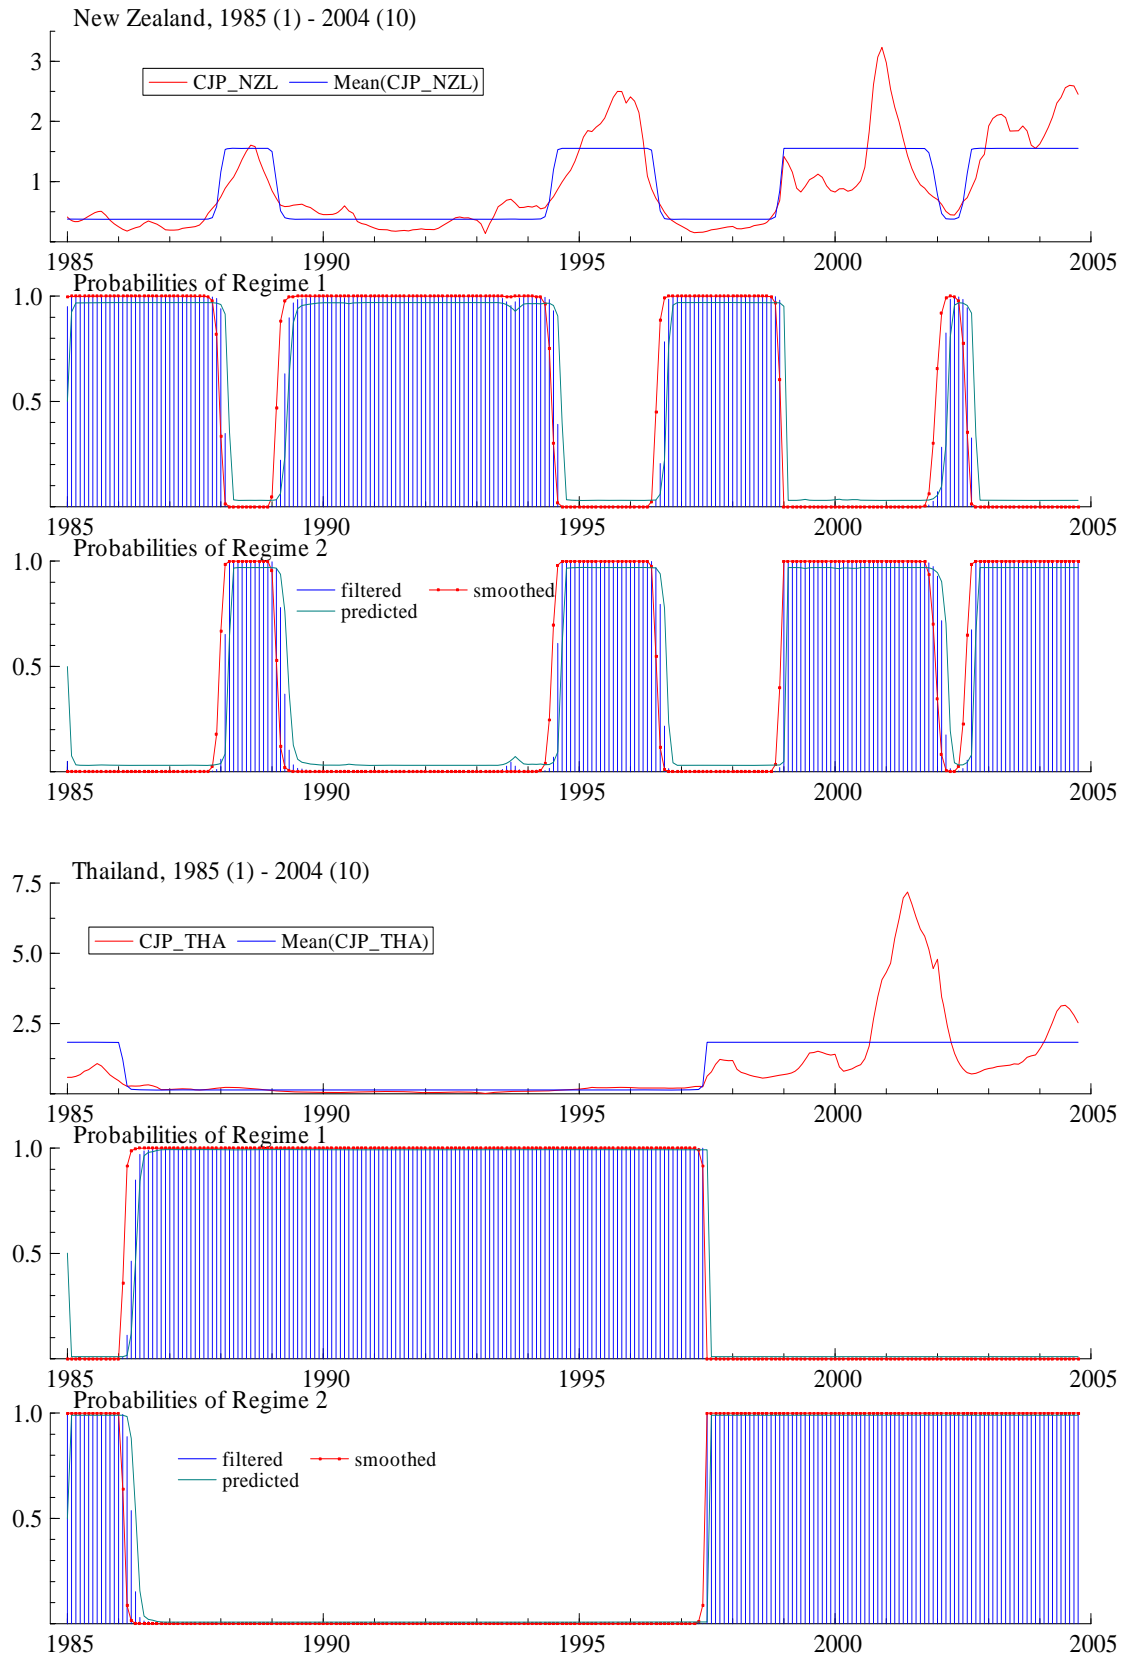 New Zealand, 1985 (1) - 2004 (10)
3
CJP_NZL Mean(CJP_NZL)
2
1
1985 1990 1995 2000 2005
Probabilities of Regime 1
1.0
0.5
1985 1990 1995 2000 2005
Probabilities of Regime 2
1.0
filtered smoothed
predicted
0.5
1985 1990 1995 2000 2005
Thailand, 1985 (1) - 2004 (10)
7.5
CJP_THA Mean(CJP_THA)
5.0
2.5
1985 1990 1995 2000 2005
Probabilities of Regime 1
1.0
0.5
1985 1990 1995 2000 2005
Probabilities of Regime 2
1.0
filtered smoothed
predicted
0.5
1985 1990 1995 2000 2005